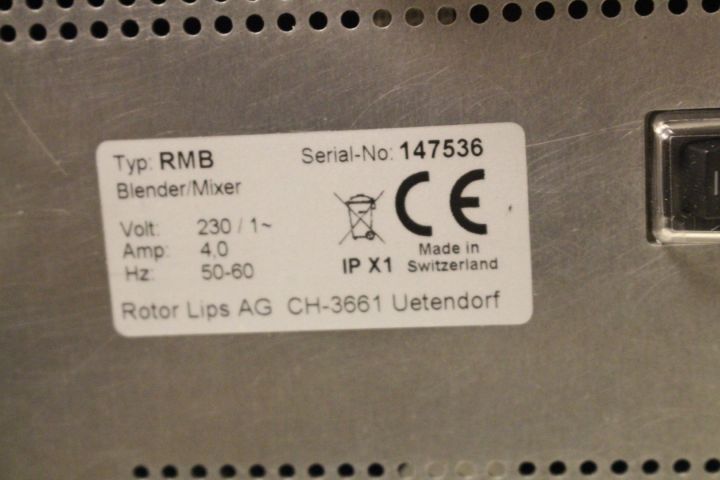 Typ: RMB Serial-No: 147536
Blender/Mixer
Volt: 230 / 1~
Amp: 4,0
Hz: 50-60
CE
IP X1
Made in
Switzerland
Rotor Lips AG CH-3661 Uetendorf